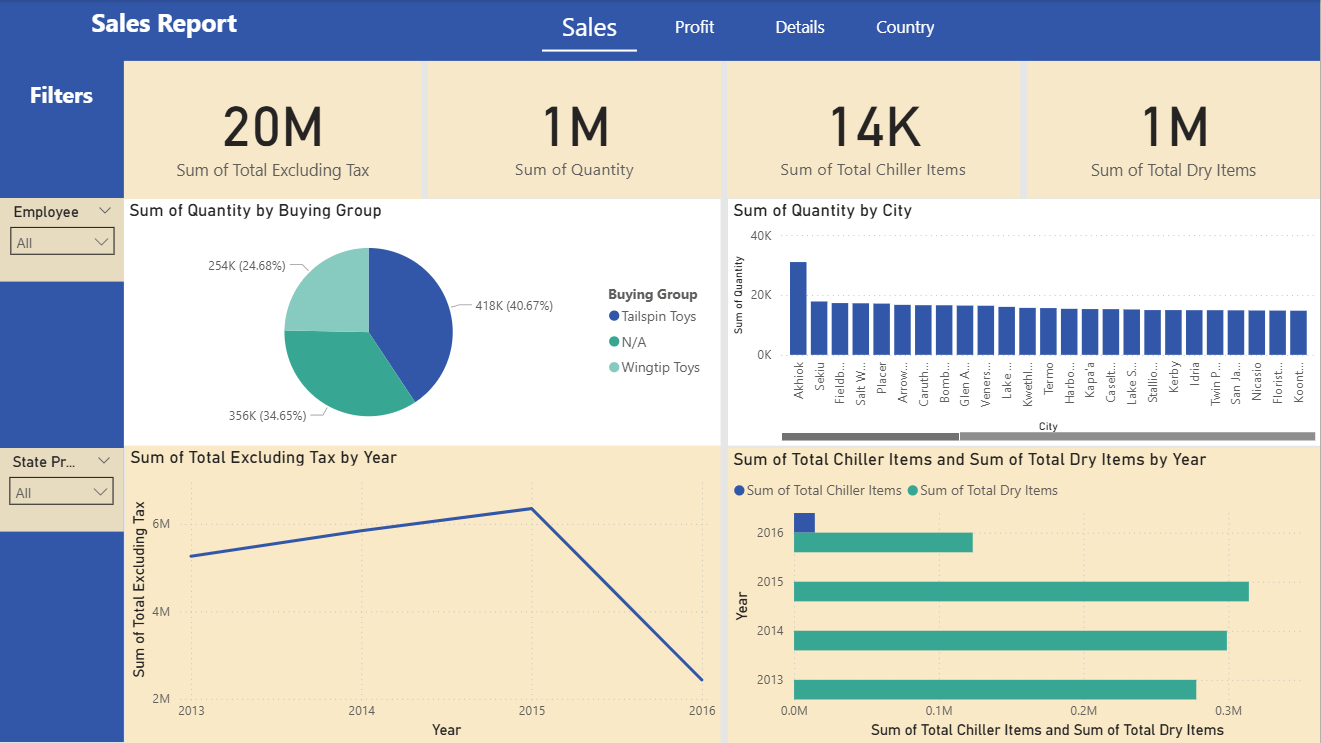 Sales Report
Sales Profit Details Country
Filters
20M
Sum of Total Excluding Tax
1M
Sum of Quantity
14K
Sum of Total Chiller Items
1M
Sum of Total Dry Items
Employee
All
State Pr...
All
Sum of Quantity by Buying Group
254K (24.68%)
418K (40.67%)
356K (34.65%)
Buying Group
Tailspin Toys
N/A
Wingtip Toys
Sum of Quantity by City
Sum of Quantity
40K
20K
0K
Akhiok
Sekiu
Fieldb...
Salt W...
Placer
Arrow...
Caruth...
Bomb...
Glen A...
Veners...
Lake ...
Kwethl...
Termo
Harbo...
Kapa'a
Caselt...
Lake S...
Stallio...
Kerby
Idria
Twin P...
San Ja...
Nicasio
Florist...
Koont...
City
Sum of Total Excluding Tax by Year
Sum of Total Excluding Tax
6M
4M
2M
2013 2014 2015 2016
Year
Sum of Total Chiller Items and Sum of Total Dry Items by Year
Sum of Total Chiller Items Sum of Total Dry Items
Year
2016
2015
2014
2013
0.0M 0.1M 0.2M 0.3M
Sum of Total Chiller Items and Sum of Total Dry Items